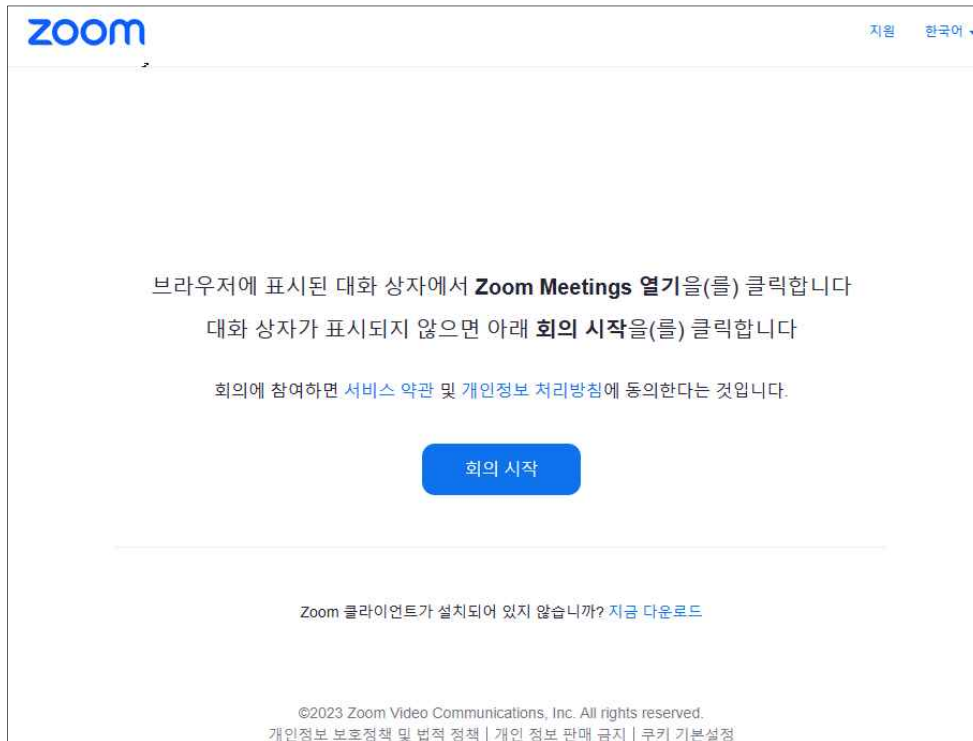 zoom
지원 한국어
브라우저에 표시된 대화 상자에서 Zoom Meetings 열기을(를) 클릭합니다
대화 상자가 표시되지 않으면 아래 회의 시작을(를) 클릭합니다
회의에 참여하면 서비스 약관 및 개인정보 처리방침에 동의한다는 것입니다.
회의 시작
Zoom 클라이언트가 설치되어 있지 않습니까? 지금 다운로드
©2023 Zoom Video Communications, Inc. All rights reserved.
개인정보 보호정책 및 법적 정책 | 개인 정보 판매 금지 | 쿠키 기본설정